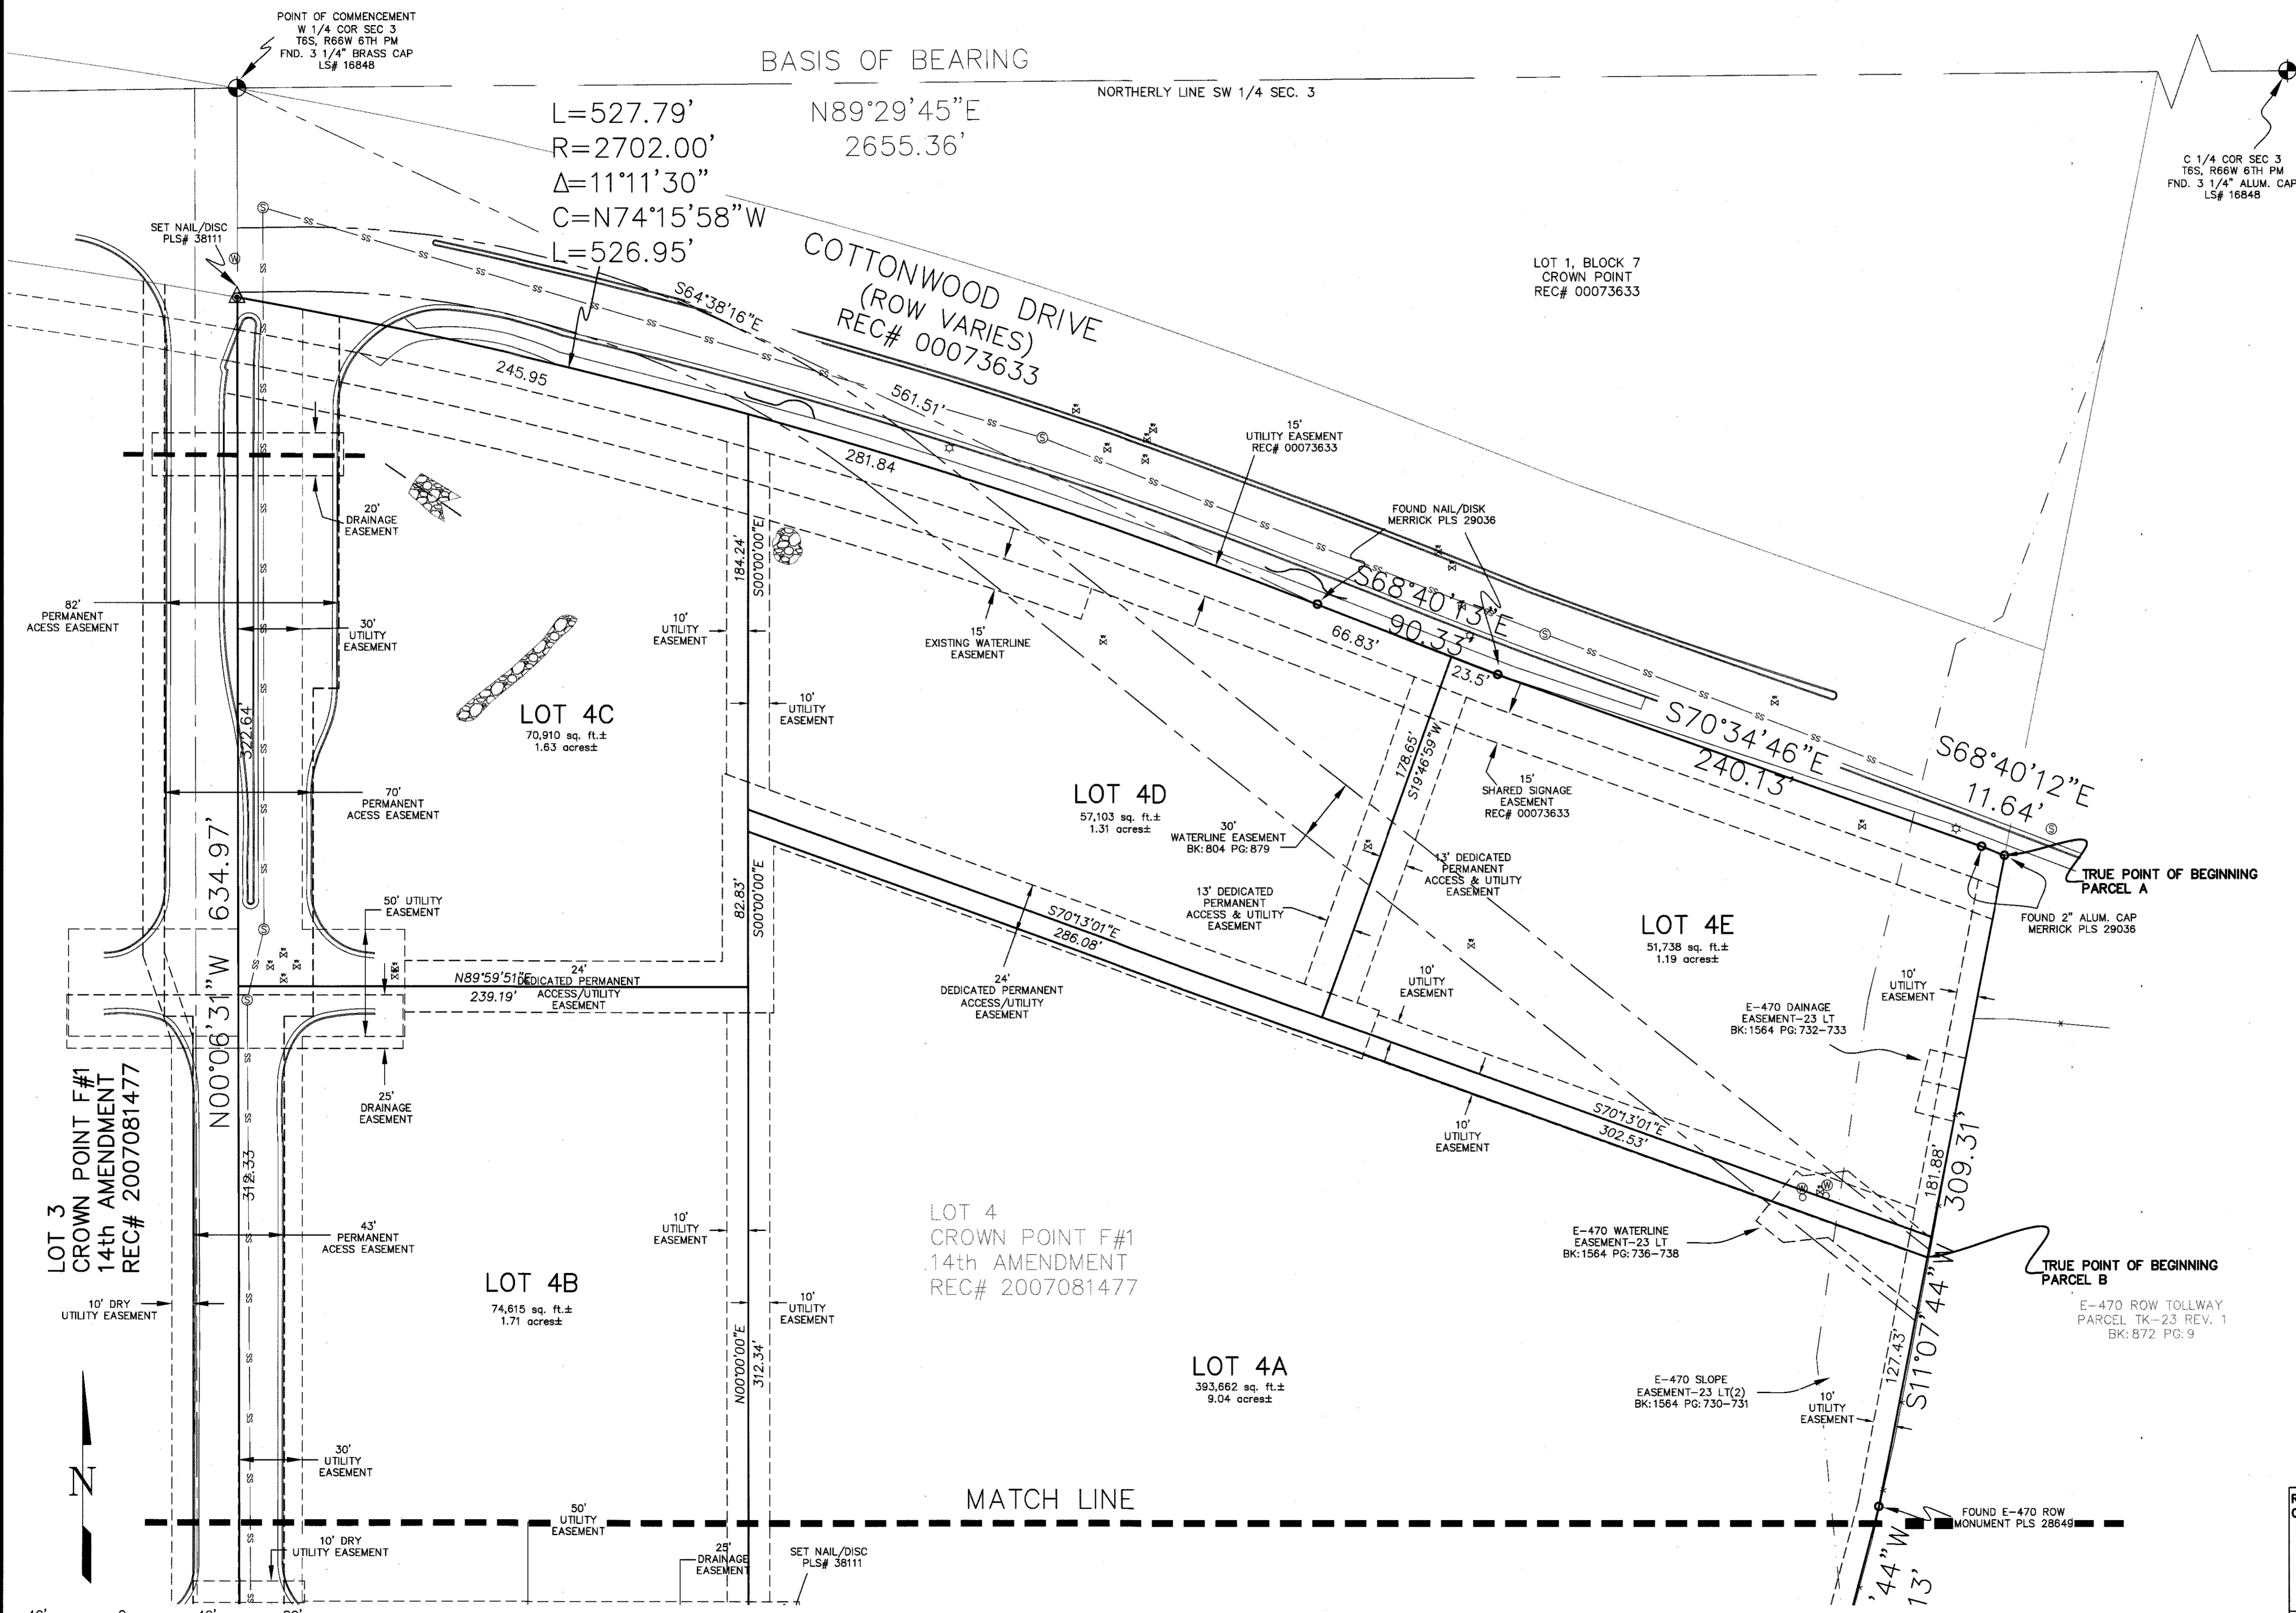 POINT OF COMMENCEMENT
W 1/4 COR SEC 3
T6S, R66W 6TH PM
FND. 3 1/4" BRASS CAP
LS# 16848
BASIS OF BEARING
NORTHERLY LINE SW 1/4 SEC. 3
N89°29'45"E
2655.36'
C 1/4 COR SEC 3
T6S, R66W 6TH PM
FND. 3 1/4" ALUM. CAP
LS# 16848
L=527.79'
R=2702.00'
Δ=11°11'30"
C=N74°15'58"W
L=526.95'
SET NAIL/DISC
PLS# 38111
S64°38'16"E
561.51'
COTTONWOOD DRIVE
(ROW VARIES)
REC# 00073633
LOT 1, BLOCK 7
CROWN POINT
REC# 00073633
245.95
281.84
15'
UTILITY EASEMENT
REC# 00073633
FOUND NAIL/DISK
MERRICK PLS 29036
S68°40'13"E
90.33'
66.83'
23.5'
S70°34'46"E
240.13'
S68°40'12"E
11.64'
20'
DRAINAGE
EASEMENT
184.24'
S00°00'00"E
82'
PERMANENT
ACESS EASEMENT
30'
UTILITY
EASEMENT
10'
UTILITY
EASEMENT
15'
EXISTING WATERLINE
EASEMENT
10'
UTILITY
EASEMENT
LOT 4C
70,910 sq. ft.±
1.63 acres±
322.64'
70'
PERMANENT
ACESS EASEMENT
LOT 4D
57,103 sq. ft.±
1.31 acres±
178.65'
S19°46'59"W
15'
SHARED SIGNAGE
EASEMENT
REC# 00073633
30'
WATERLINE EASEMENT
BK: 804 PG: 879
13' DEDICATED
PERMANENT
ACCESS & UTILITY
EASEMENT
13' DEDICATED
PERMANENT
ACCESS & UTILITY
EASEMENT
TRUE POINT OF BEGINNING
PARCEL A
FOUND 2" ALUM. CAP
MERRICK PLS 29036
LOT 4E
51,738 sq. ft.±
1.19 acres±
N00°06'31"W 634.97'
50' UTILITY
EASEMENT
82.83'
S00°00'00"E
S70°13'01"E
286.08'
N89°59'51"E
239.19'
24'
DEDICATED PERMANENT
ACCESS/UTILITY
EASEMENT
24'
DEDICATED PERMANENT
ACCESS/UTILITY
EASEMENT
10'
UTILITY
EASEMENT
10'
UTILITY
EASEMENT
E-470 DAINAGE
EASEMENT-23 LT
BK:1564 PG:732-733
25'
DRAINAGE
EASEMENT
LOT 3
CROWN POINT F#1
14th AMENDMENT
REC# 2007081477
312.33
10'
UTILITY
EASEMENT
S70°13'01"E
302.53'
181.88'
309.31'
43'
PERMANENT
ACESS EASEMENT
10'
UTILITY
EASEMENT
LOT 4
CROWN POINT F#1
14th AMENDMENT
REC# 2007081477
E-470 WATERLINE
EASEMENT-23 LT
BK:1564 PG:736-738
TRUE POINT OF BEGINNING
PARCEL B
E-470 ROW TOLLWAY
PARCEL TK-23 REV. 1
BK: 872 PG: 9
10' DRY
UTILITY EASEMENT
LOT 4B
74,615 sq. ft.±
1.71 acres±
10'
UTILITY
EASEMENT
N00°00'00"E
312.34'
LOT 4A
393,662 sq. ft.±
9.04 acres±
127.43'
S11°07'44"W
E-470 SLOPE
EASEMENT-23 LT(2)
BK:1564 PG:730-731
10'
UTILITY
EASEMENT
N
30'
UTILITY
EASEMENT
MATCH LINE
50'
UTILITY
EASEMENT
FOUND E-470 ROW
MONUMENT PLS 28649
10' DRY
UTILITY EASEMENT
25'
DRAINAGE
EASEMENT
SET NAIL/DISC
PLS# 38111
'44"W
13'